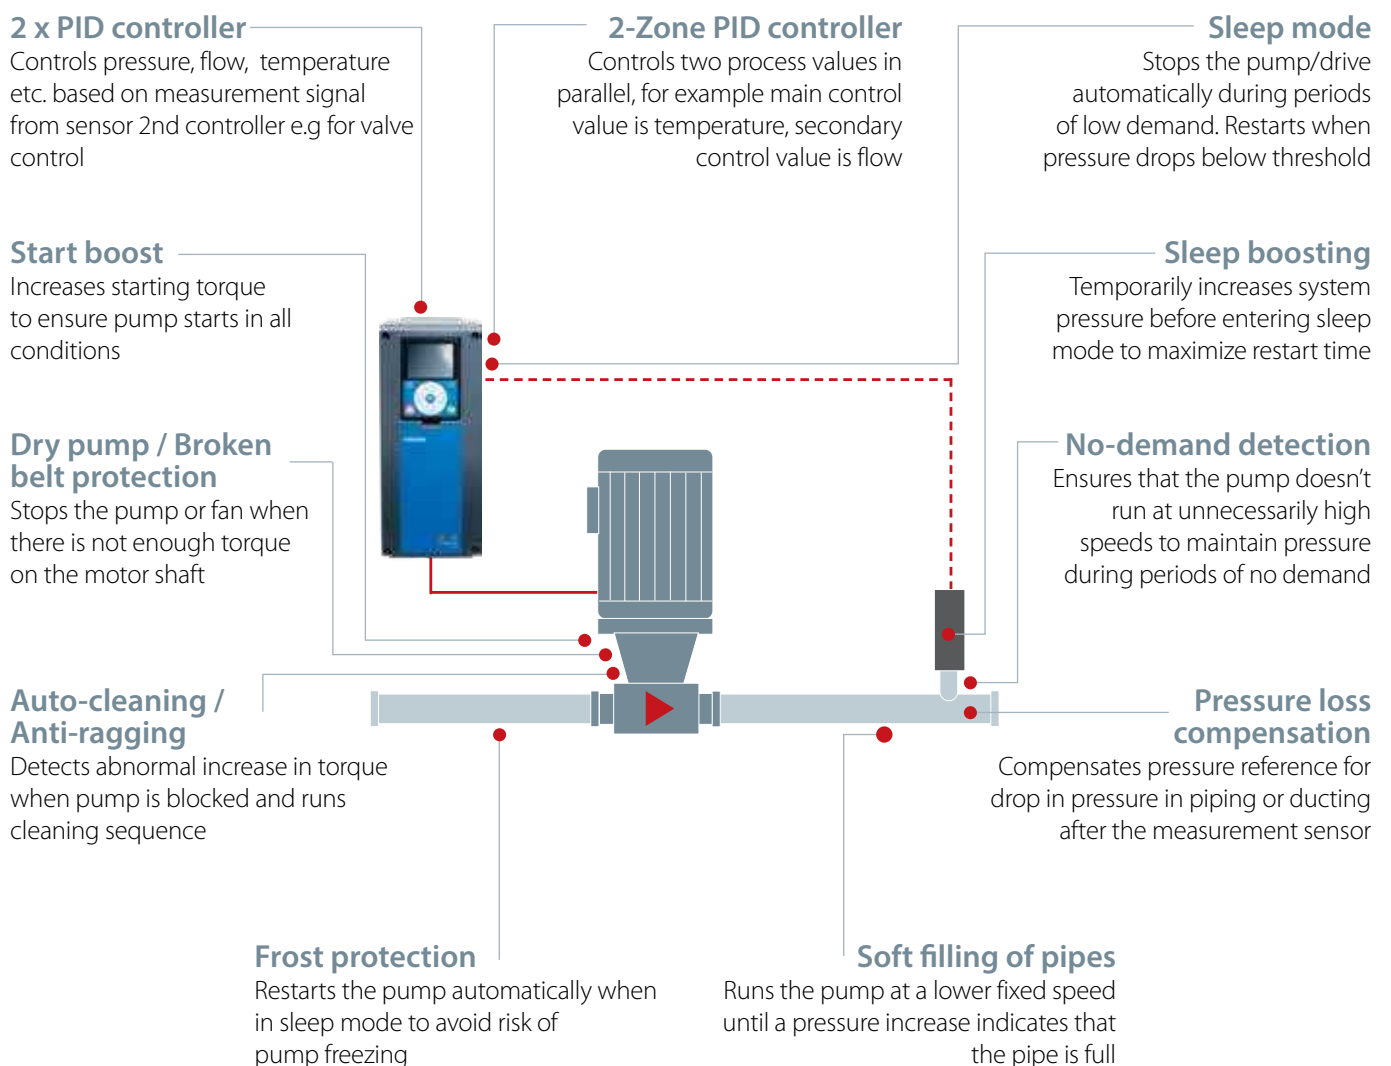 2 x PID controller
Controls pressure, flow, temperature
etc. based on measurement signal
from sensor 2nd controller e.g for valve
control
2-Zone PID controller
Controls two process values in
parallel, for example main control
value is temperature, secondary
control value is flow
Sleep mode
Stops the pump/drive
automatically during periods
of low demand. Restarts when
pressure drops below threshold
Start boost
Increases starting torque
to ensure pump starts in all
conditions
Sleep boosting
Temporarily increases system
pressure before entering sleep
mode to maximize restart time
Dry pump / Broken
belt protection
Stops the pump or fan when
there is not enough torque
on the motor shaft
No-demand detection
Ensures that the pump doesn’t
run at unnecessarily high
speeds to maintain pressure
during periods of no demand
Auto-cleaning /
Anti-ragging
Detects abnormal increase in torque
when pump is blocked and runs
cleaning sequence
Pressure loss
compensation
Compensates pressure reference for
drop in pressure in piping or ducting
after the measurement sensor
Frost protection
Restarts the pump automatically when
in sleep mode to avoid risk of
pump freezing
Soft filling of pipes
Runs the pump at a lower fixed speed
until a pressure increase indicates that
the pipe is full